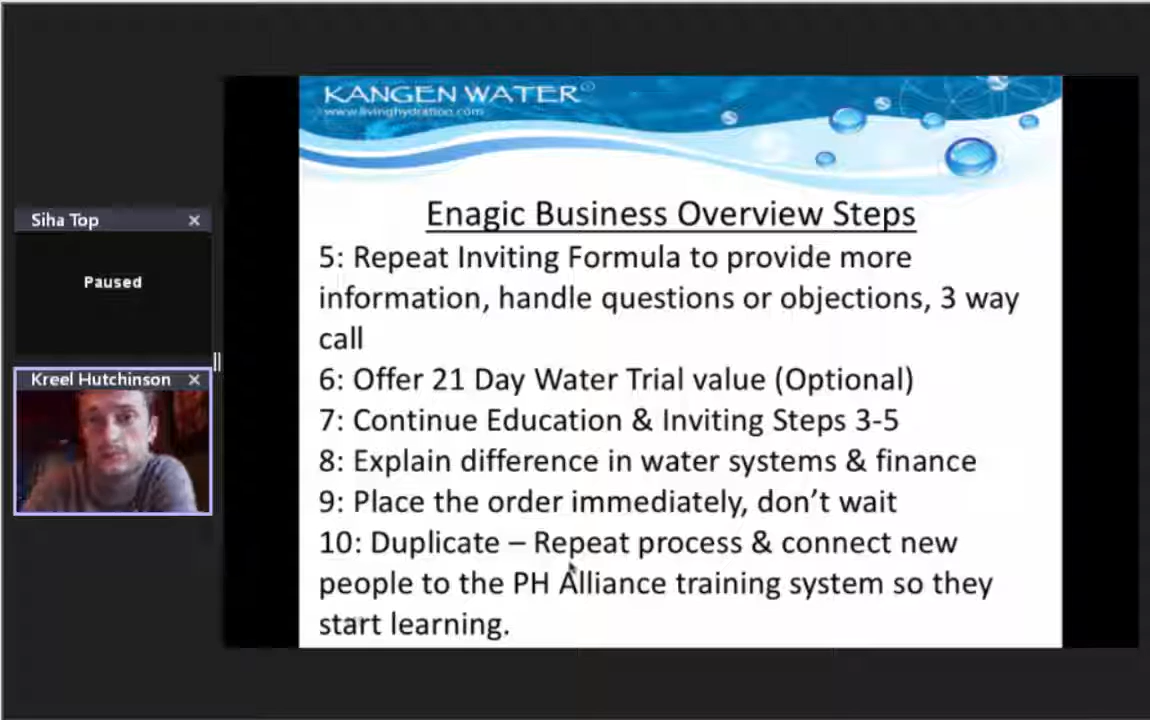 KANGEN WATER®
www.livinghydration.com
Siha Top
Paused
Kreel Hutchinson
Enagic Business Overview Steps
5: Repeat Inviting Formula to provide more
information, handle questions or objections, 3 way
call
6: Offer 21 Day Water Trial value (Optional)
7: Continue Education & Inviting Steps 3-5
8: Explain difference in water systems & finance
9: Place the order immediately, don’t wait
10: Duplicate – Repeat process & connect new
people to the PH Alliance training system so they
start learning.